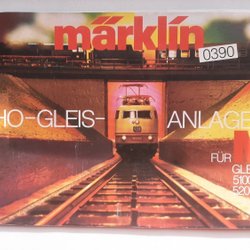 märklin
0390
HO-GLEIS-ANLAGE
FÜR
GLE
5100
520